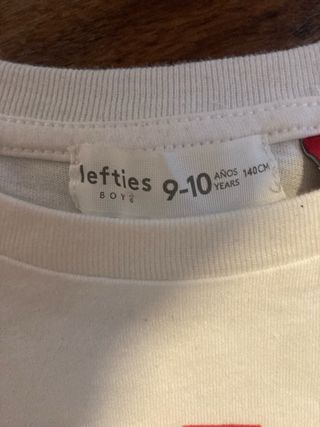 lefties
BOYS
9-10
AÑOS
YEARS
140CM